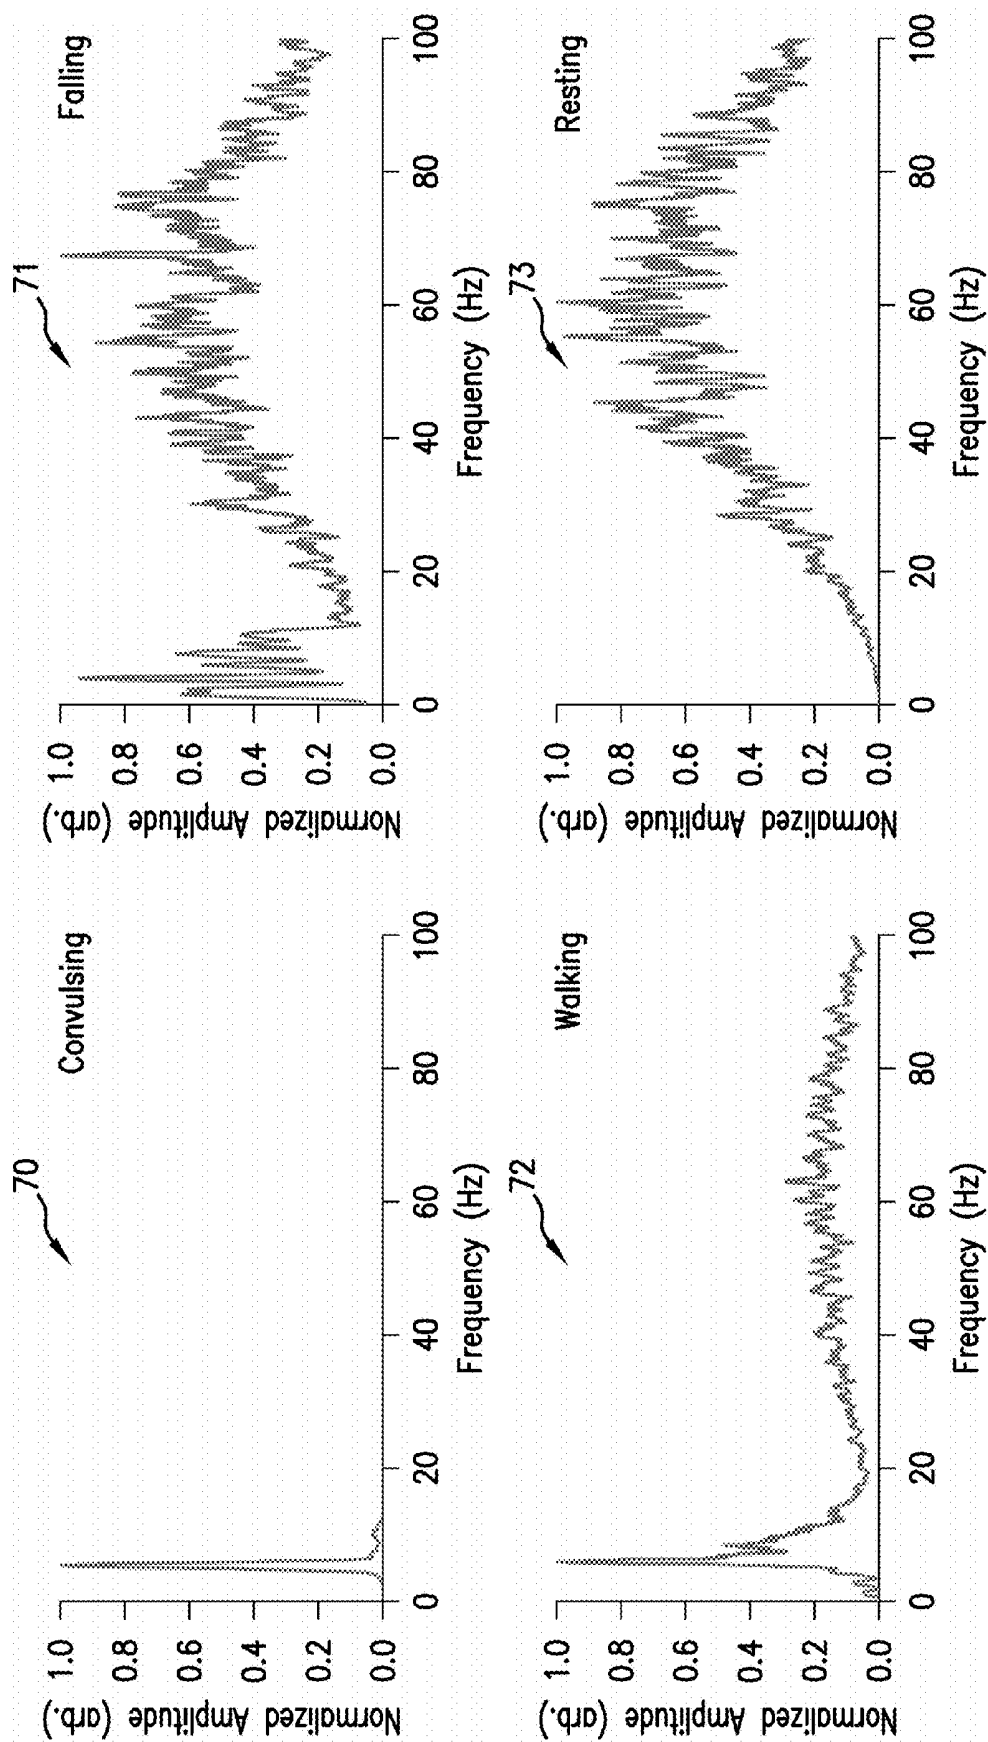 70
Convulsing
Normalized Amplitude (arb.)
1.0
0.8
0.6
0.4
0.2
0.0
0 20 40 60 80 100
Frequency (Hz)
71
Falling
Normalized Amplitude (arb.)
1.0
0.8
0.6
0.4
0.2
0.0
0 20 40 60 80 100
Frequency (Hz)
72
Walking
Normalized Amplitude (arb.)
1.0
0.8
0.6
0.4
0.2
0.0
0 20 40 60 80 100
Frequency (Hz)
73
Resting
Normalized Amplitude (arb.)
1.0
0.8
0.6
0.4
0.2
0.0
0 20 40 60 80 100
Frequency (Hz)